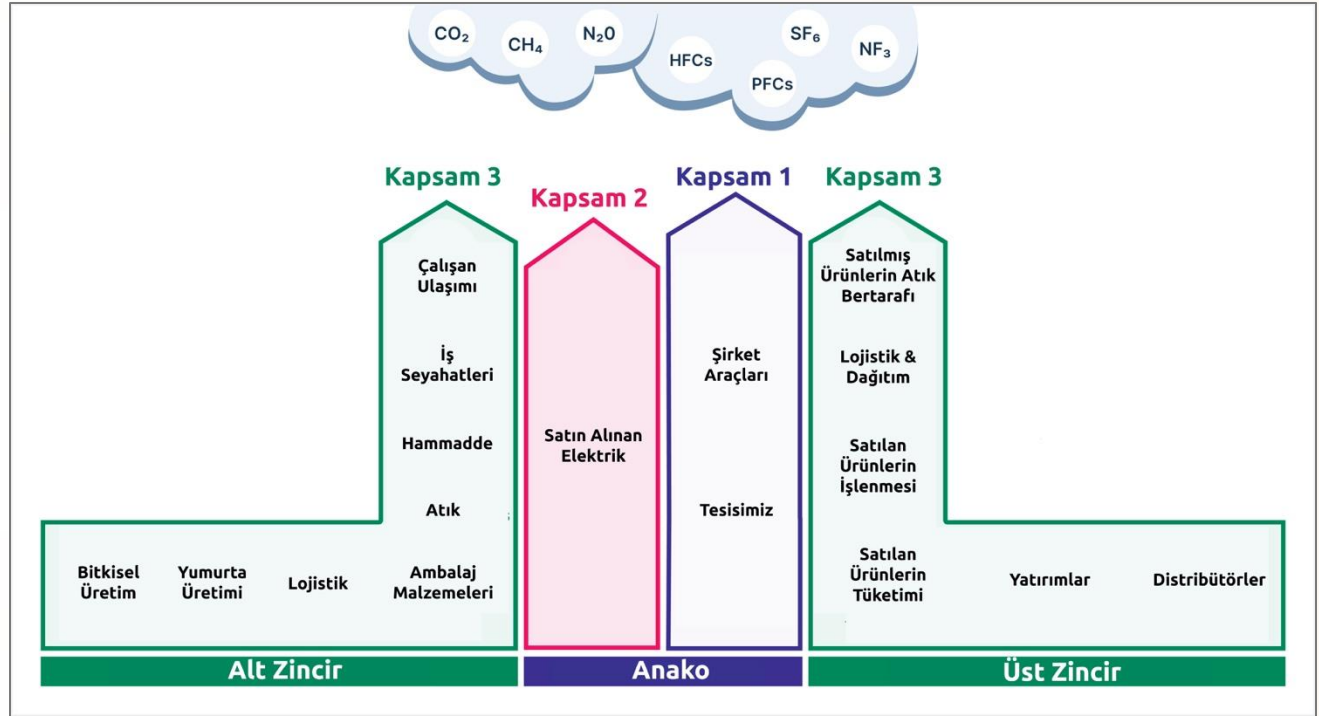 CO₂
CH₄
N₂0
HFCs
PFCs
SF₆
NF₃
Kapsam 3
Kapsam 2
Kapsam 1
Kapsam 3
Çalışan
Ulaşımı
İş
Seyahatleri
Hammadde
Atık
Bitkisel
Üretim
Yumurta
Üretimi
Lojistik
Ambalaj
Malzemeleri
Satın Alınan
Elektrik
Şirket
Araçları
Tesisimiz
Satılmış
Ürünlerin Atık
Bertarafı
Lojistik &
Dağıtım
Satılan
Ürünlerin
İşlenmesi
Satılan
Ürünlerin
Tüketimi
Yatırımlar
Distribütörler
Alt Zincir
Anako
Üst Zincir